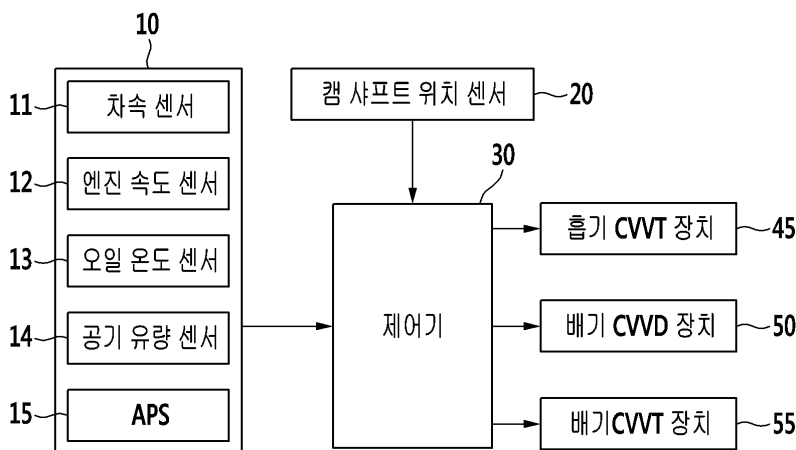 10
11
차속 센서
12
엔진 속도 센서
13
오일 온도 센서
14
공기 유량 센서
15
APS
캠 샤프트 위치 센서
20
30
제어기
흡기 CVVT 장치
45
배기 CVVD 장치
50
배기CVVT 장치
55